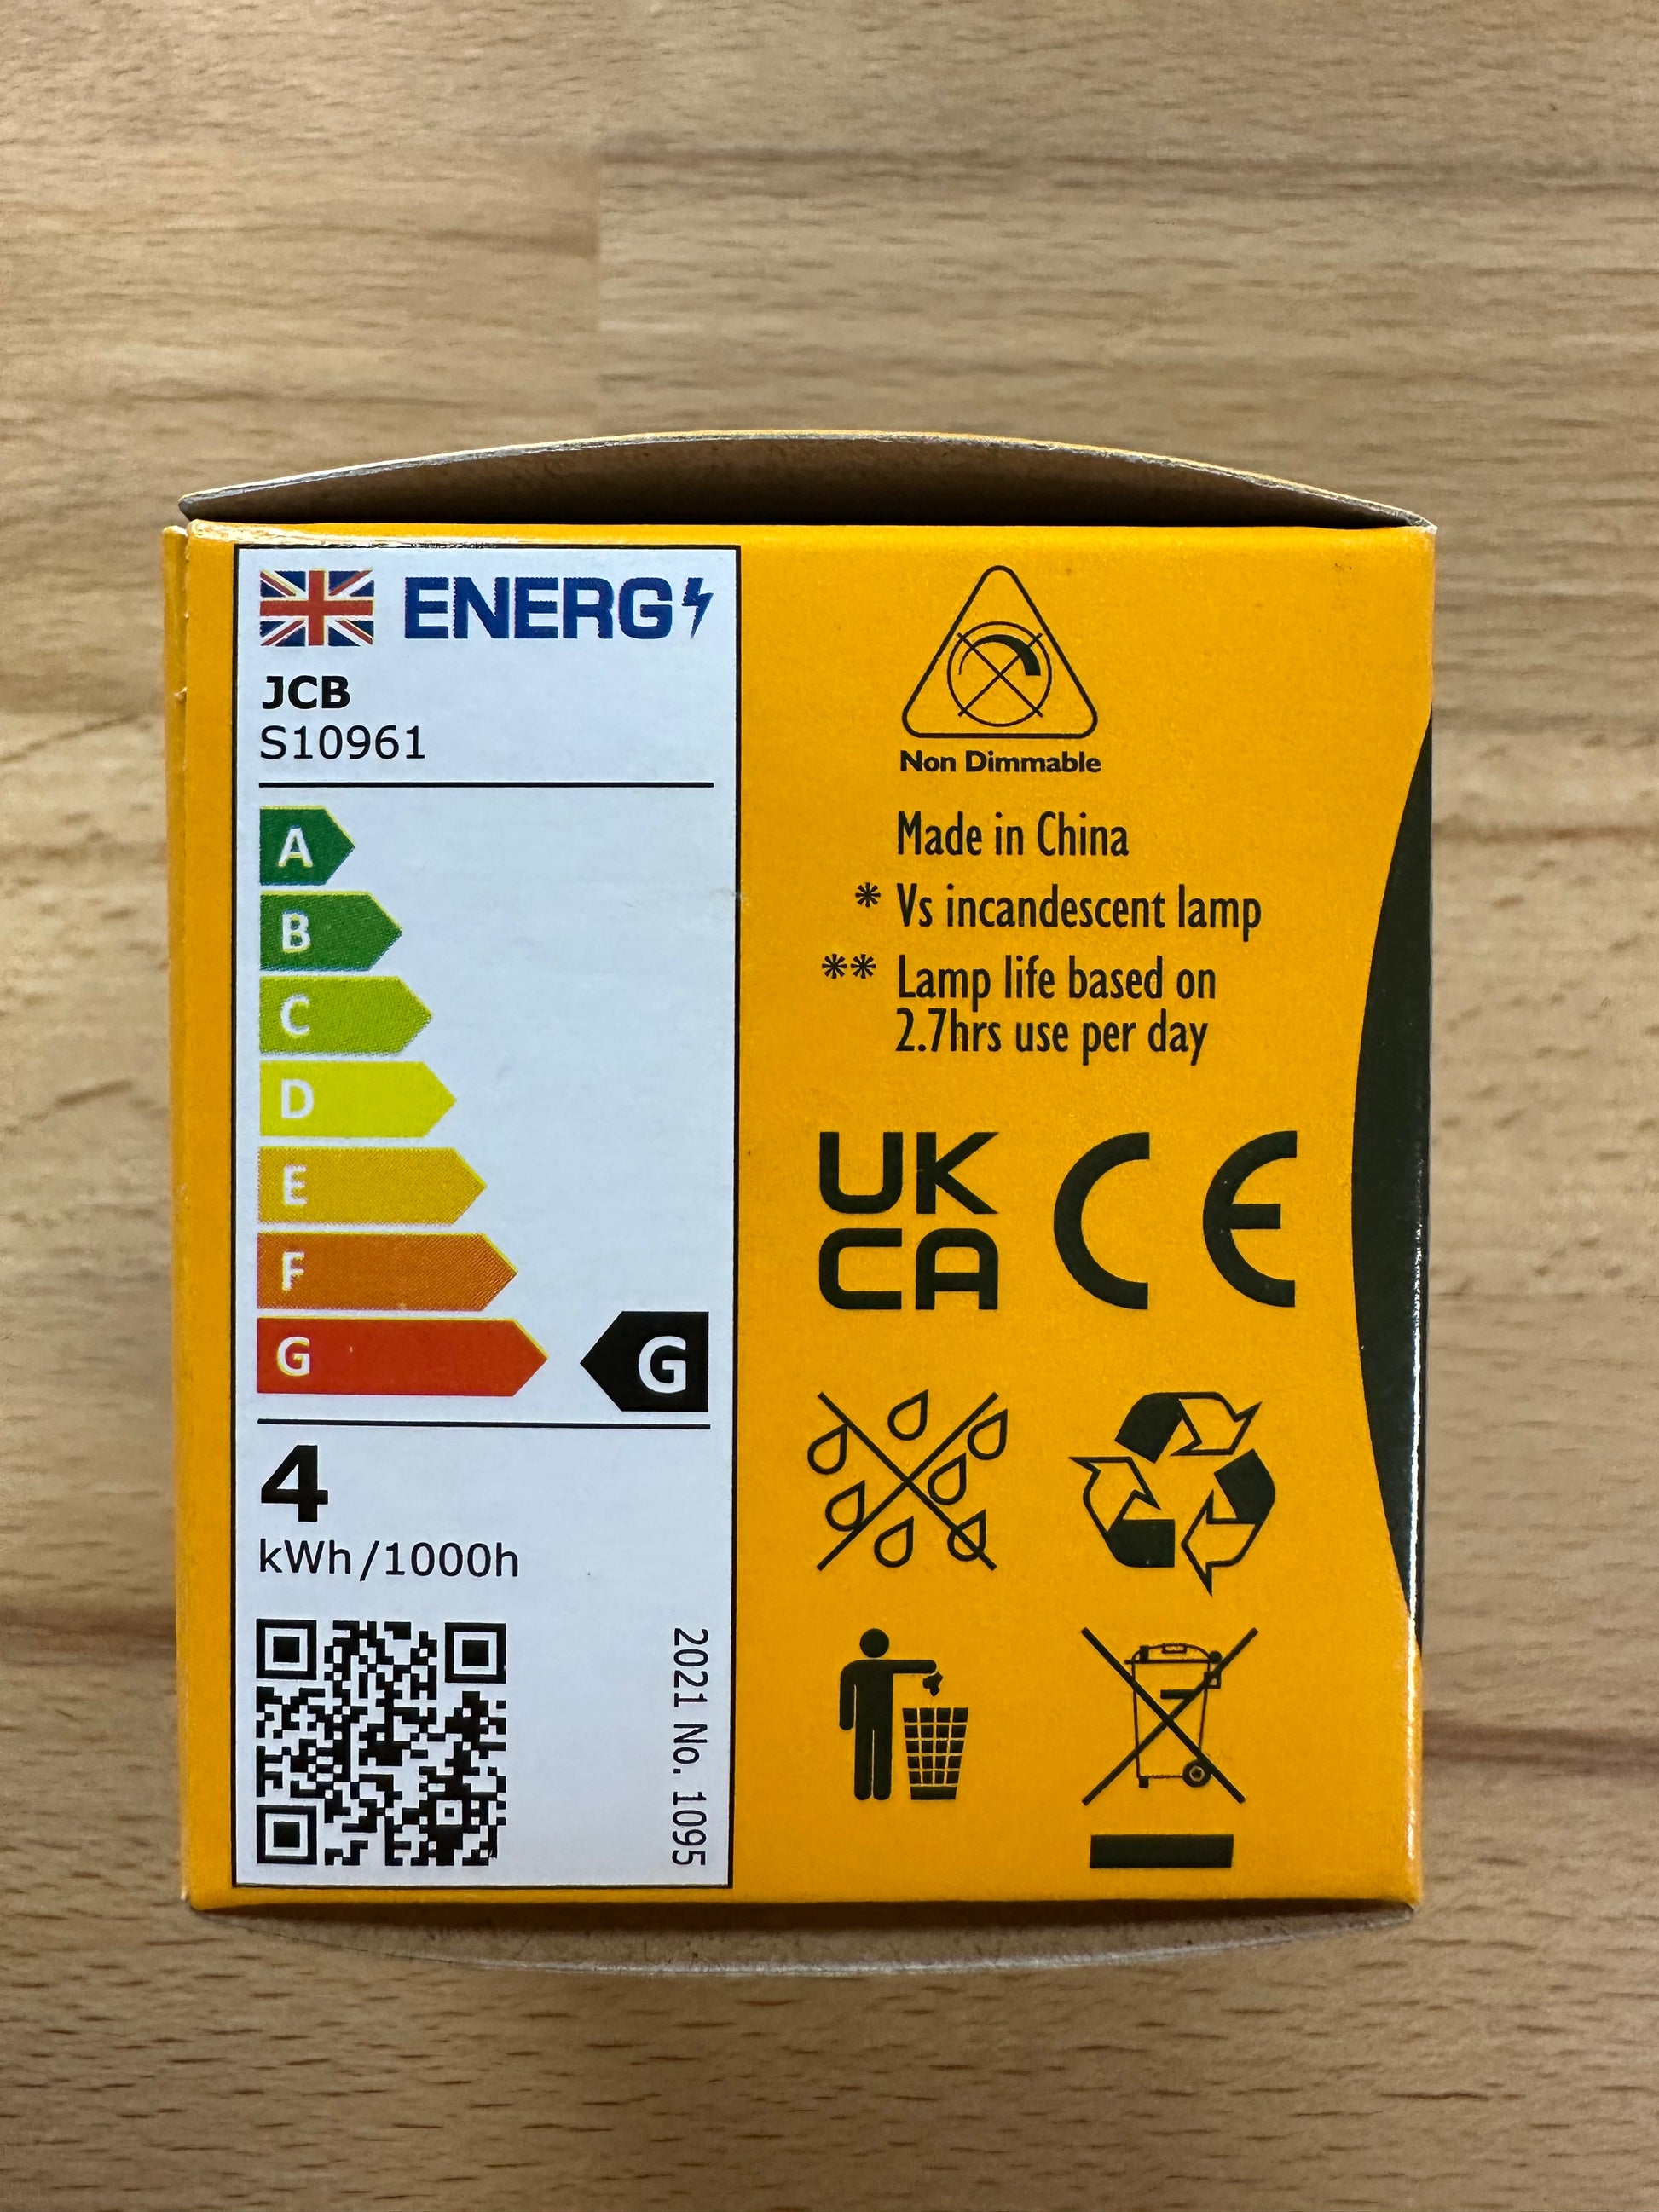 ENERG
JCB
S10961
A
B
C
D
E
F
G
G
4
kWh/1000h
2021 No. 1095
Non Dimmable
Made in China
* Vs incandescent lamp
** Lamp life based on
2.7hrs use per day
UK
CA
CE